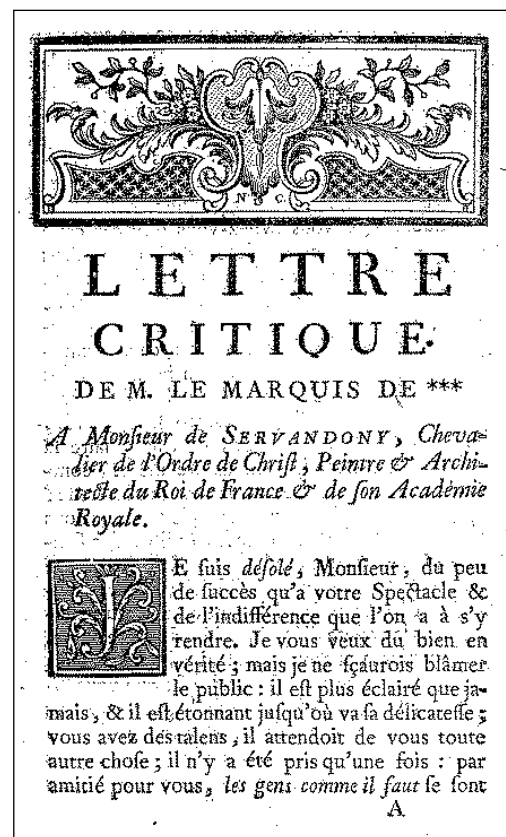 N B C
LETTRE
CRITIQUE.
DE M. LE MARQUIS DE ***
A Monſieur de SERVANDONY, Cheva-
lier de l'Ordre de Chriſt, Peintre & Archi-
tecte du Roi de France & de ſon Académie
Royale.
JE ſuis déſolé, Monſieur, du peu
de ſuccès qu'a votre Spectacle &
de l'indifférence que l'on a à s'y
rendre. Je vous veux du bien en
vérité ; mais je ne ſçaurois blâmer
le public : il eſt plus éclairé que ja-
mais, & il eſt étonnant juſqu'où va ſa délicateſſe ;
vous avez des talens, il attendoit de vous toute
autre choſe ; il n'y a été pris qu'une fois : par
amitié pour vous, les gens comme il faut ſe ſont
A